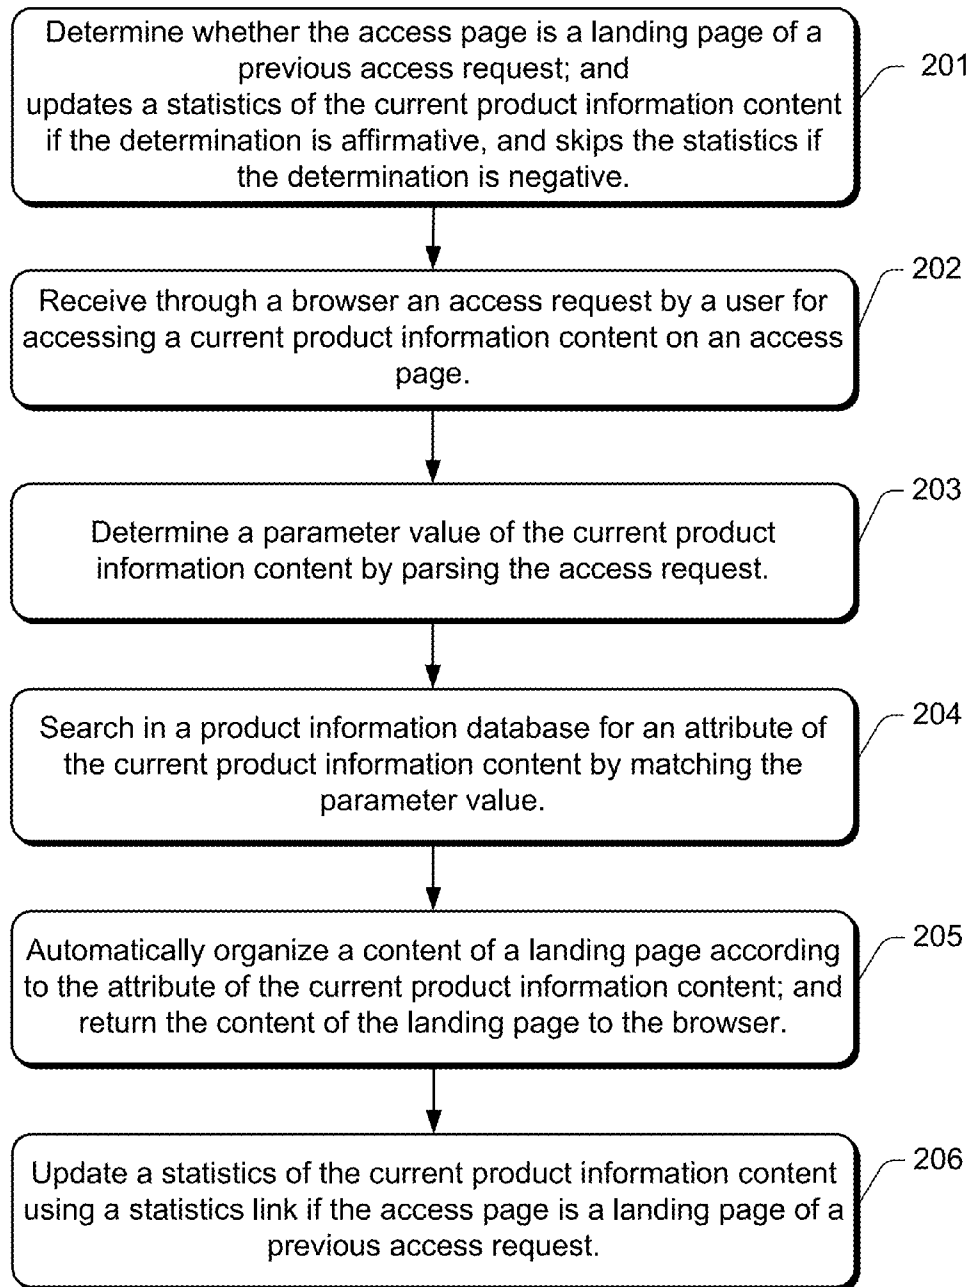 Determine whether the access page is a landing page of a
previous access request; and
updates a statistics of the current product information content
if the determination is affirmative, and skips the statistics if
the determination is negative.
201
Receive through a browser an access request by a user for
accessing a current product information content on an access
page.
202
Determine a parameter value of the current product
information content by parsing the access request.
203
Search in a product information database for an attribute of
the current product information content by matching the
parameter value.
204
Automatically organize a content of a landing page according
to the attribute of the current product information content; and
return the content of the landing page to the browser.
205
Update a statistics of the current product information content
using a statistics link if the access page is a landing page of a
previous access request.
206